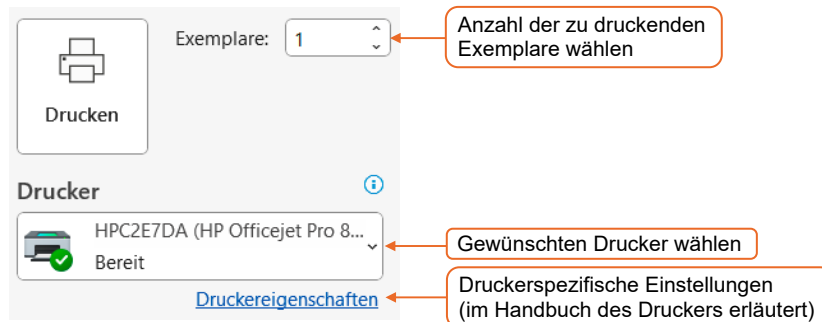 Exemplare: 1
Anzahl der zu druckenden
Exemplare wählen
Drucken
Drucker
HPC2E7DA (HP Officejet Pro 8...
Bereit
Gewünschten Drucker wählen
Druckereigenschaften
Druckerspezifische Einstellungen
(im Handbuch des Druckers erläutert)